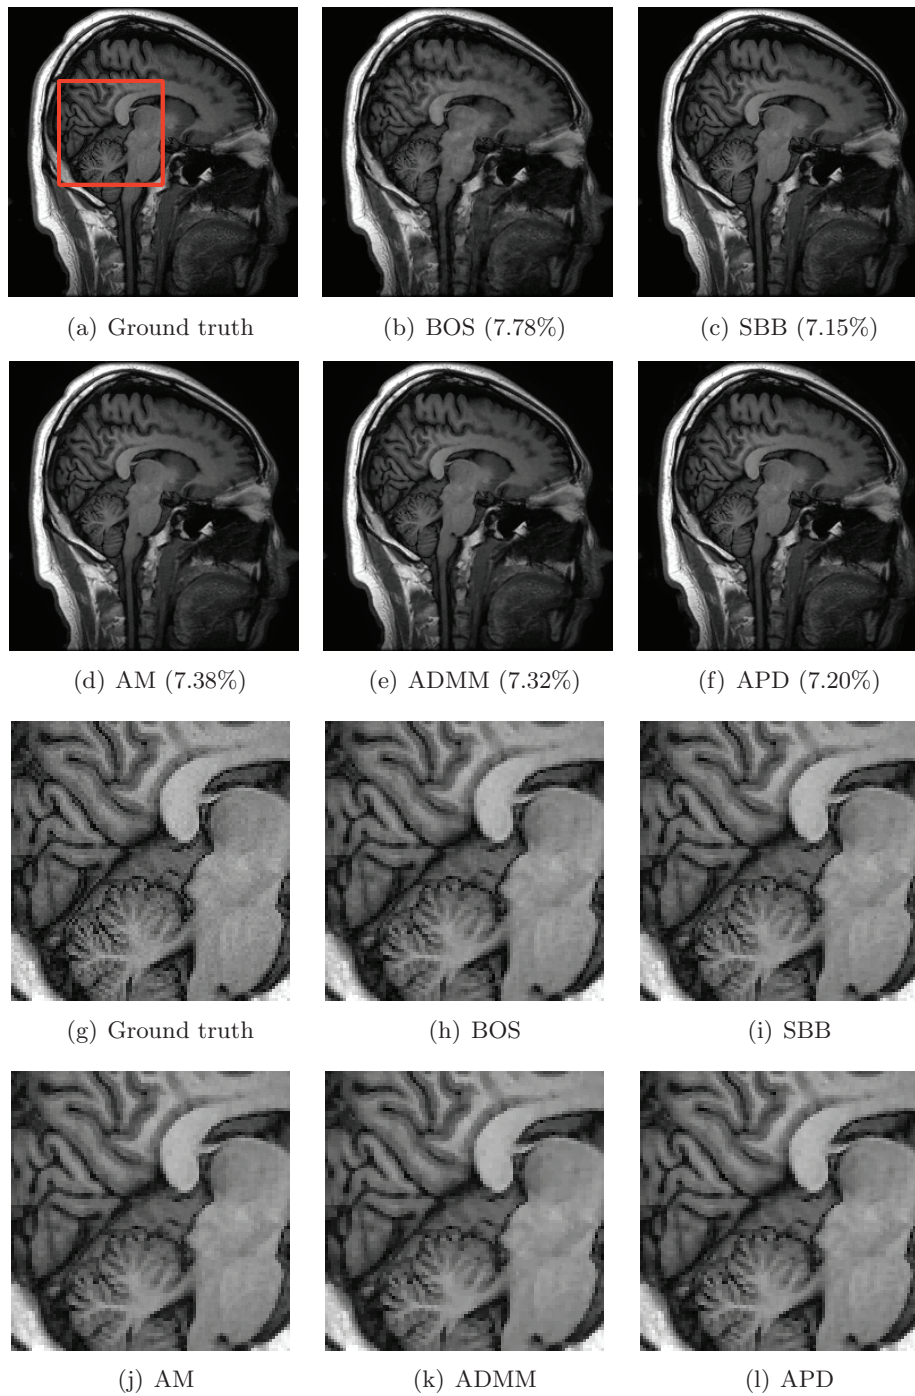 (a) Ground truth
(b) BOS (7.78%)
(c) SBB (7.15%)
(d) AM (7.38%)
(e) ADMM (7.32%)
(f) APD (7.20%)
(g) Ground truth
(h) BOS
(i) SBB
(j) AM
(k) ADMM
(l) APD